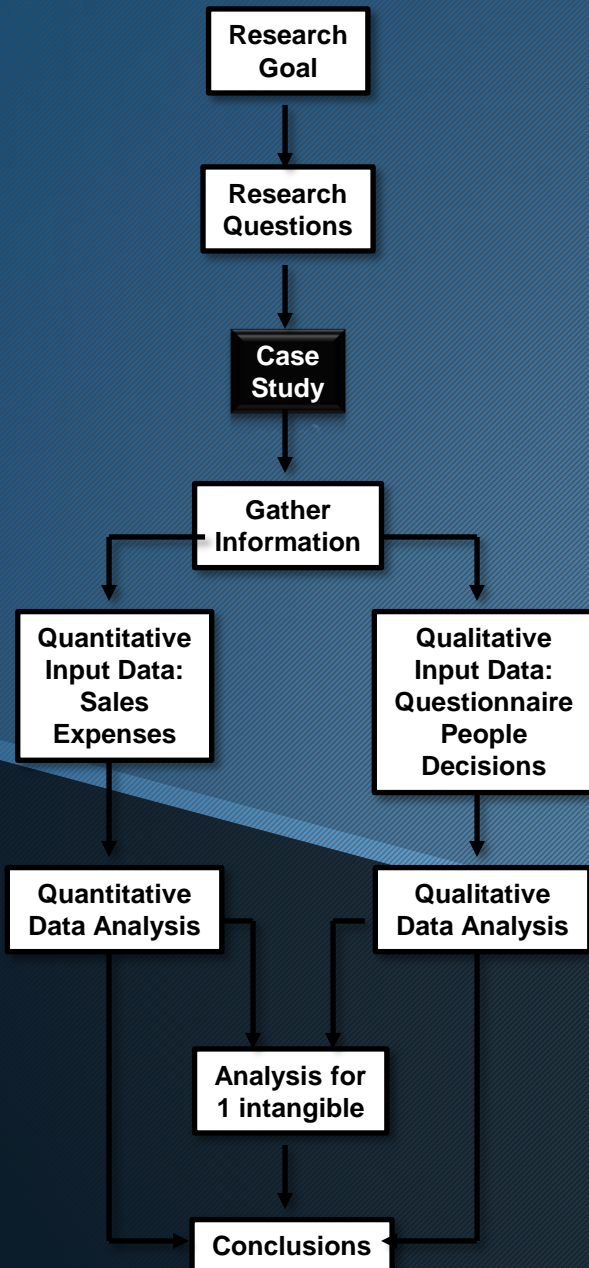 Research
Goal
Research
Questions
Case
Study
Gather
Information
Quantitative
Input Data:
Sales
Expenses
Qualitative
Input Data:
Questionnaire
People
Decisions
Quantitative
Data Analysis
Qualitative
Data Analysis
Analysis for
1 intangible
Conclusions